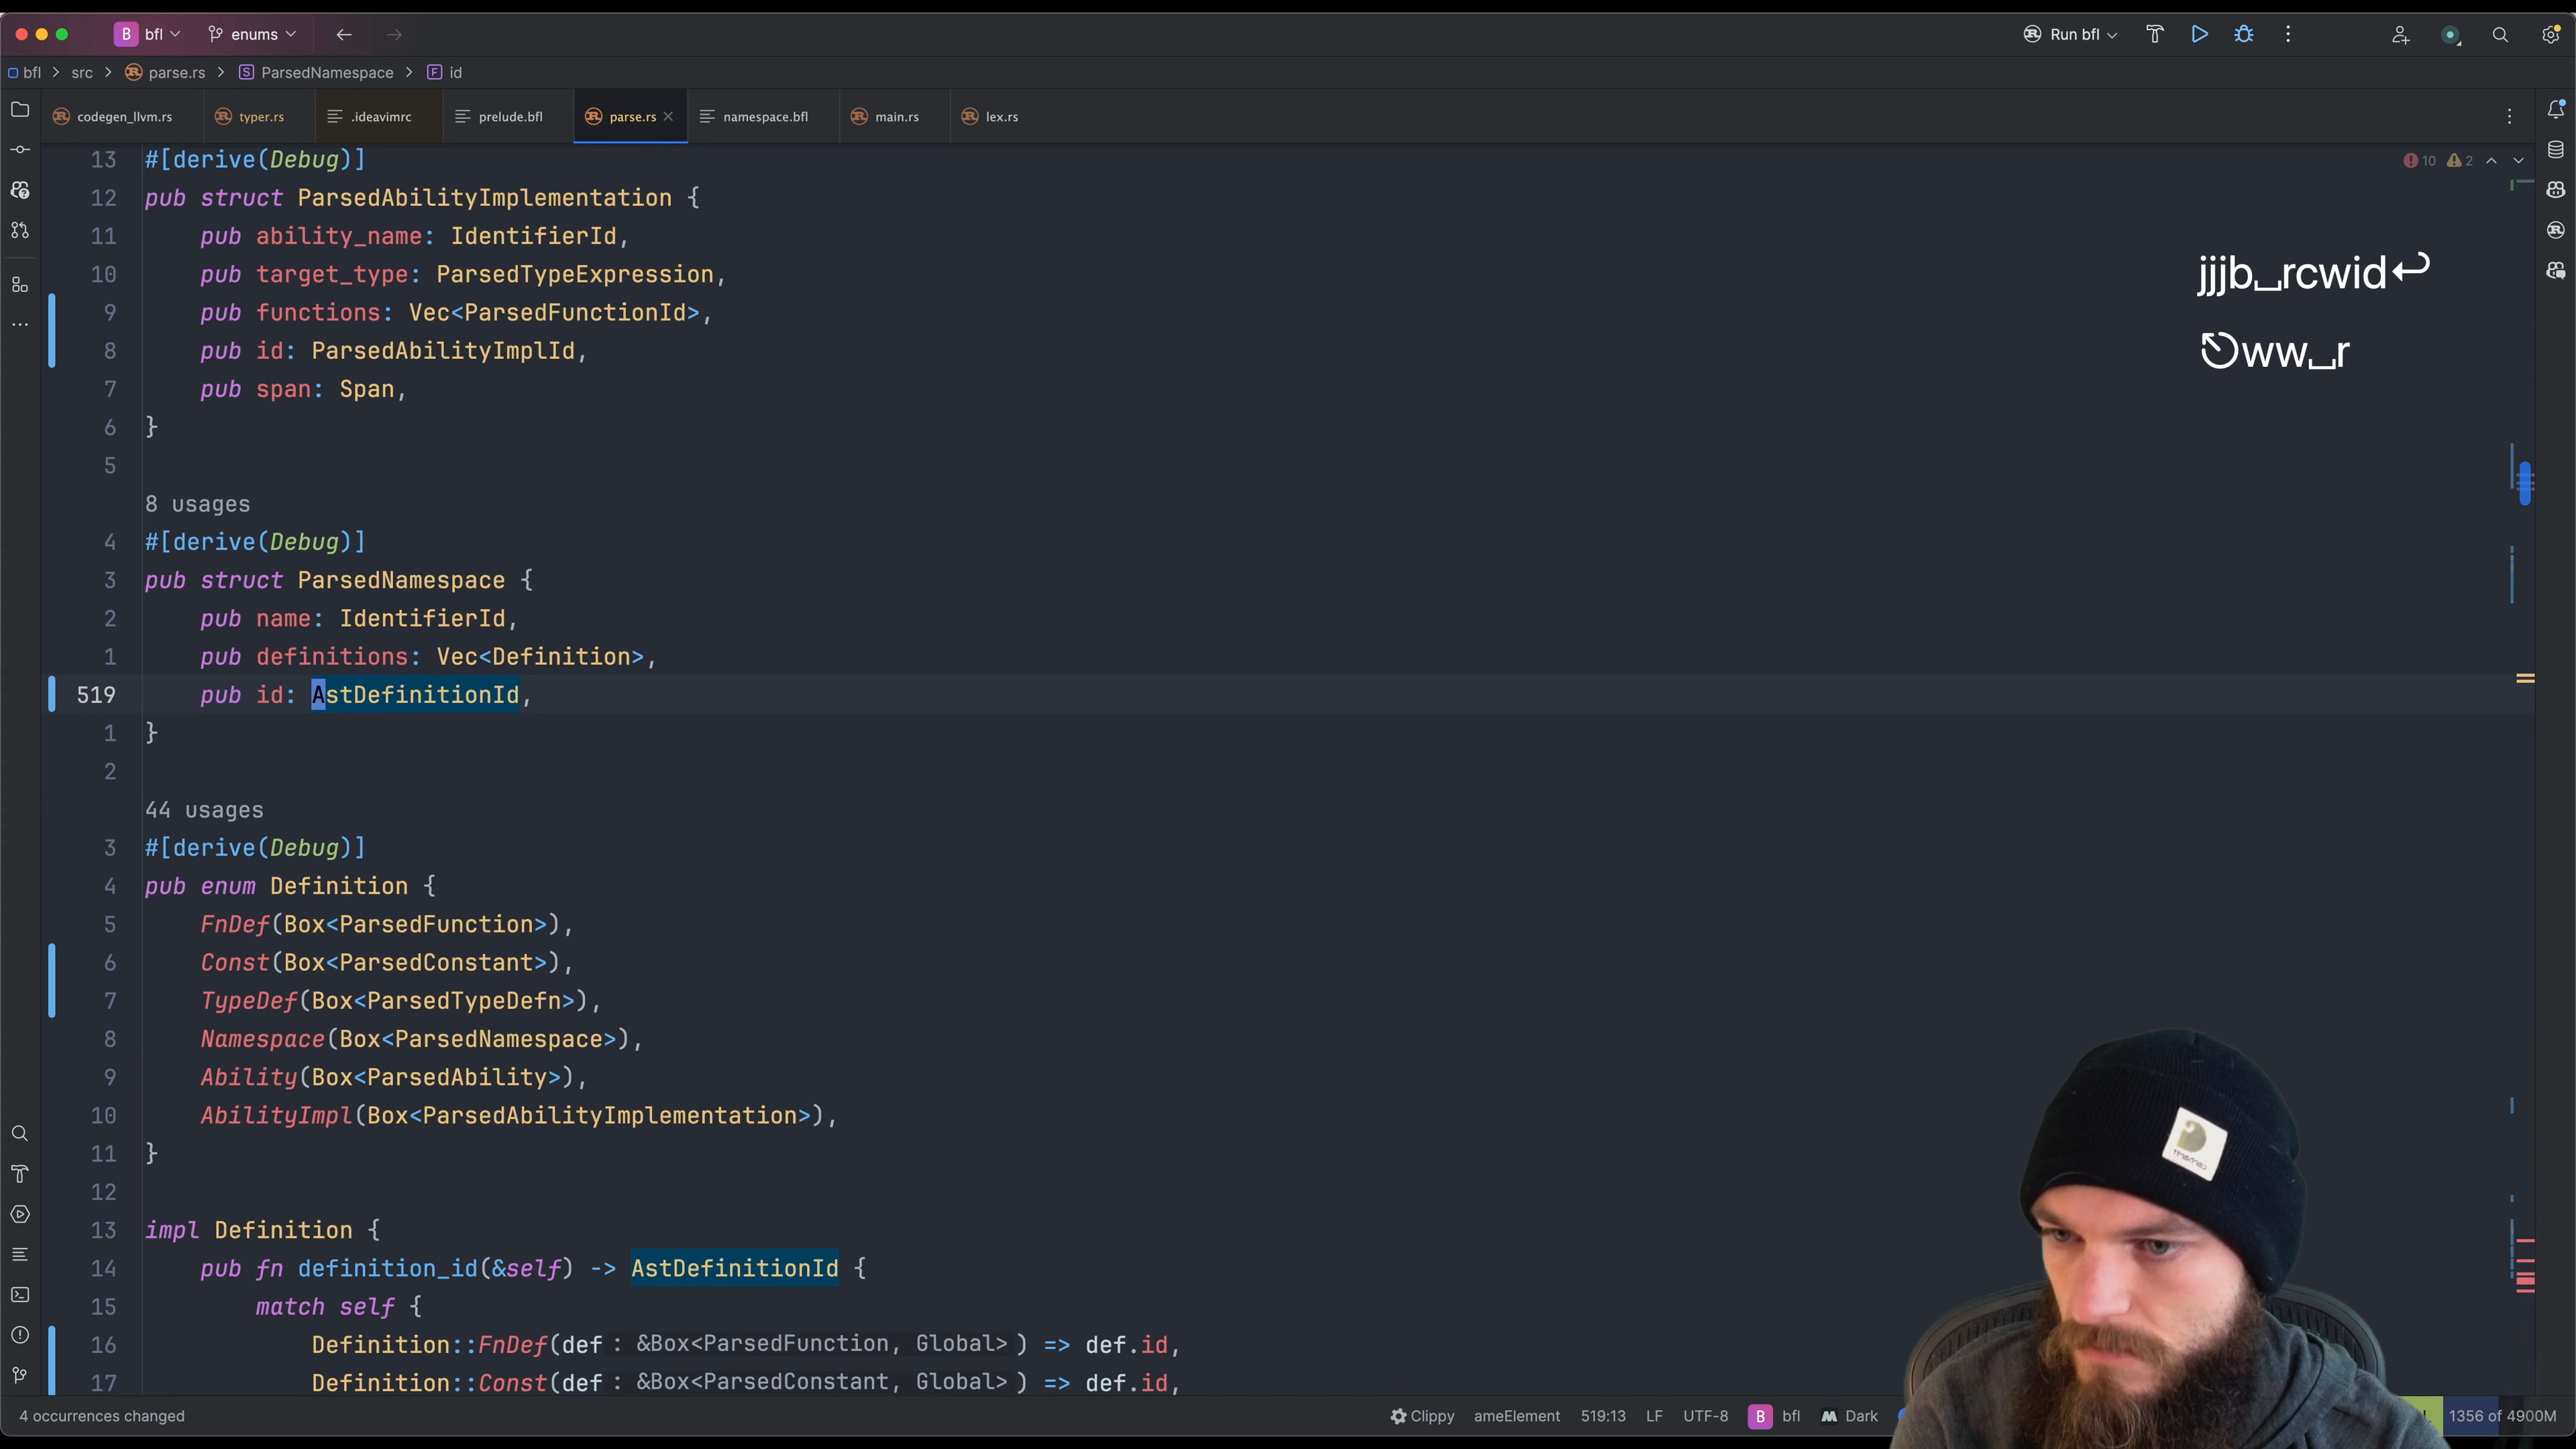 B bfl enums Run bfl
bfl > src > parse.rs > S ParsedNamespace > F id
codegen_llvm.rs typer.rs .ideavimrc prelude.bfl parse.rs namespace.bfl main.rs lex.rs
13 #[derive(Debug)] 10 2
12 pub struct ParsedAbilityImplementation {
11 pub ability_name: IdentifierId,
10 pub target_type: ParsedTypeExpression,
9 pub functions: Vec<ParsedFunctionId>,
8 pub id: ParsedAbilityImplId,
7 pub span: Span,
6 }
5
8 usages
4 #[derive(Debug)]
3 pub struct ParsedNamespace {
2 pub name: IdentifierId,
1 pub definitions: Vec<Definition>,
519 pub id: AstDefinitionId,
1 }
2
44 usages
3 #[derive(Debug)]
4 pub enum Definition {
5 FnDef(Box<ParsedFunction>),
6 Const(Box<ParsedConstant>),
7 TypeDef(Box<ParsedTypeDefn>),
8 Namespace(Box<ParsedNamespace>),
9 Ability(Box<ParsedAbility>),
10 AbilityImpl(Box<ParsedAbilityImplementation>),
11 }
12
13 impl Definition {
14 pub fn definition_id(&self) -> AstDefinitionId {
15 match self {
16 Definition::FnDef(def: &Box<ParsedFunction, Global>) => def.id,
17 Definition::Const(def: &Box<ParsedConstant, Global>) => def.id,
jjjb␣rcwid↩
⎋ww␣r
4 occurrences changed Clippy ameElement 519:13 LF UTF-8 B bfl Dark 1356 of 4900M